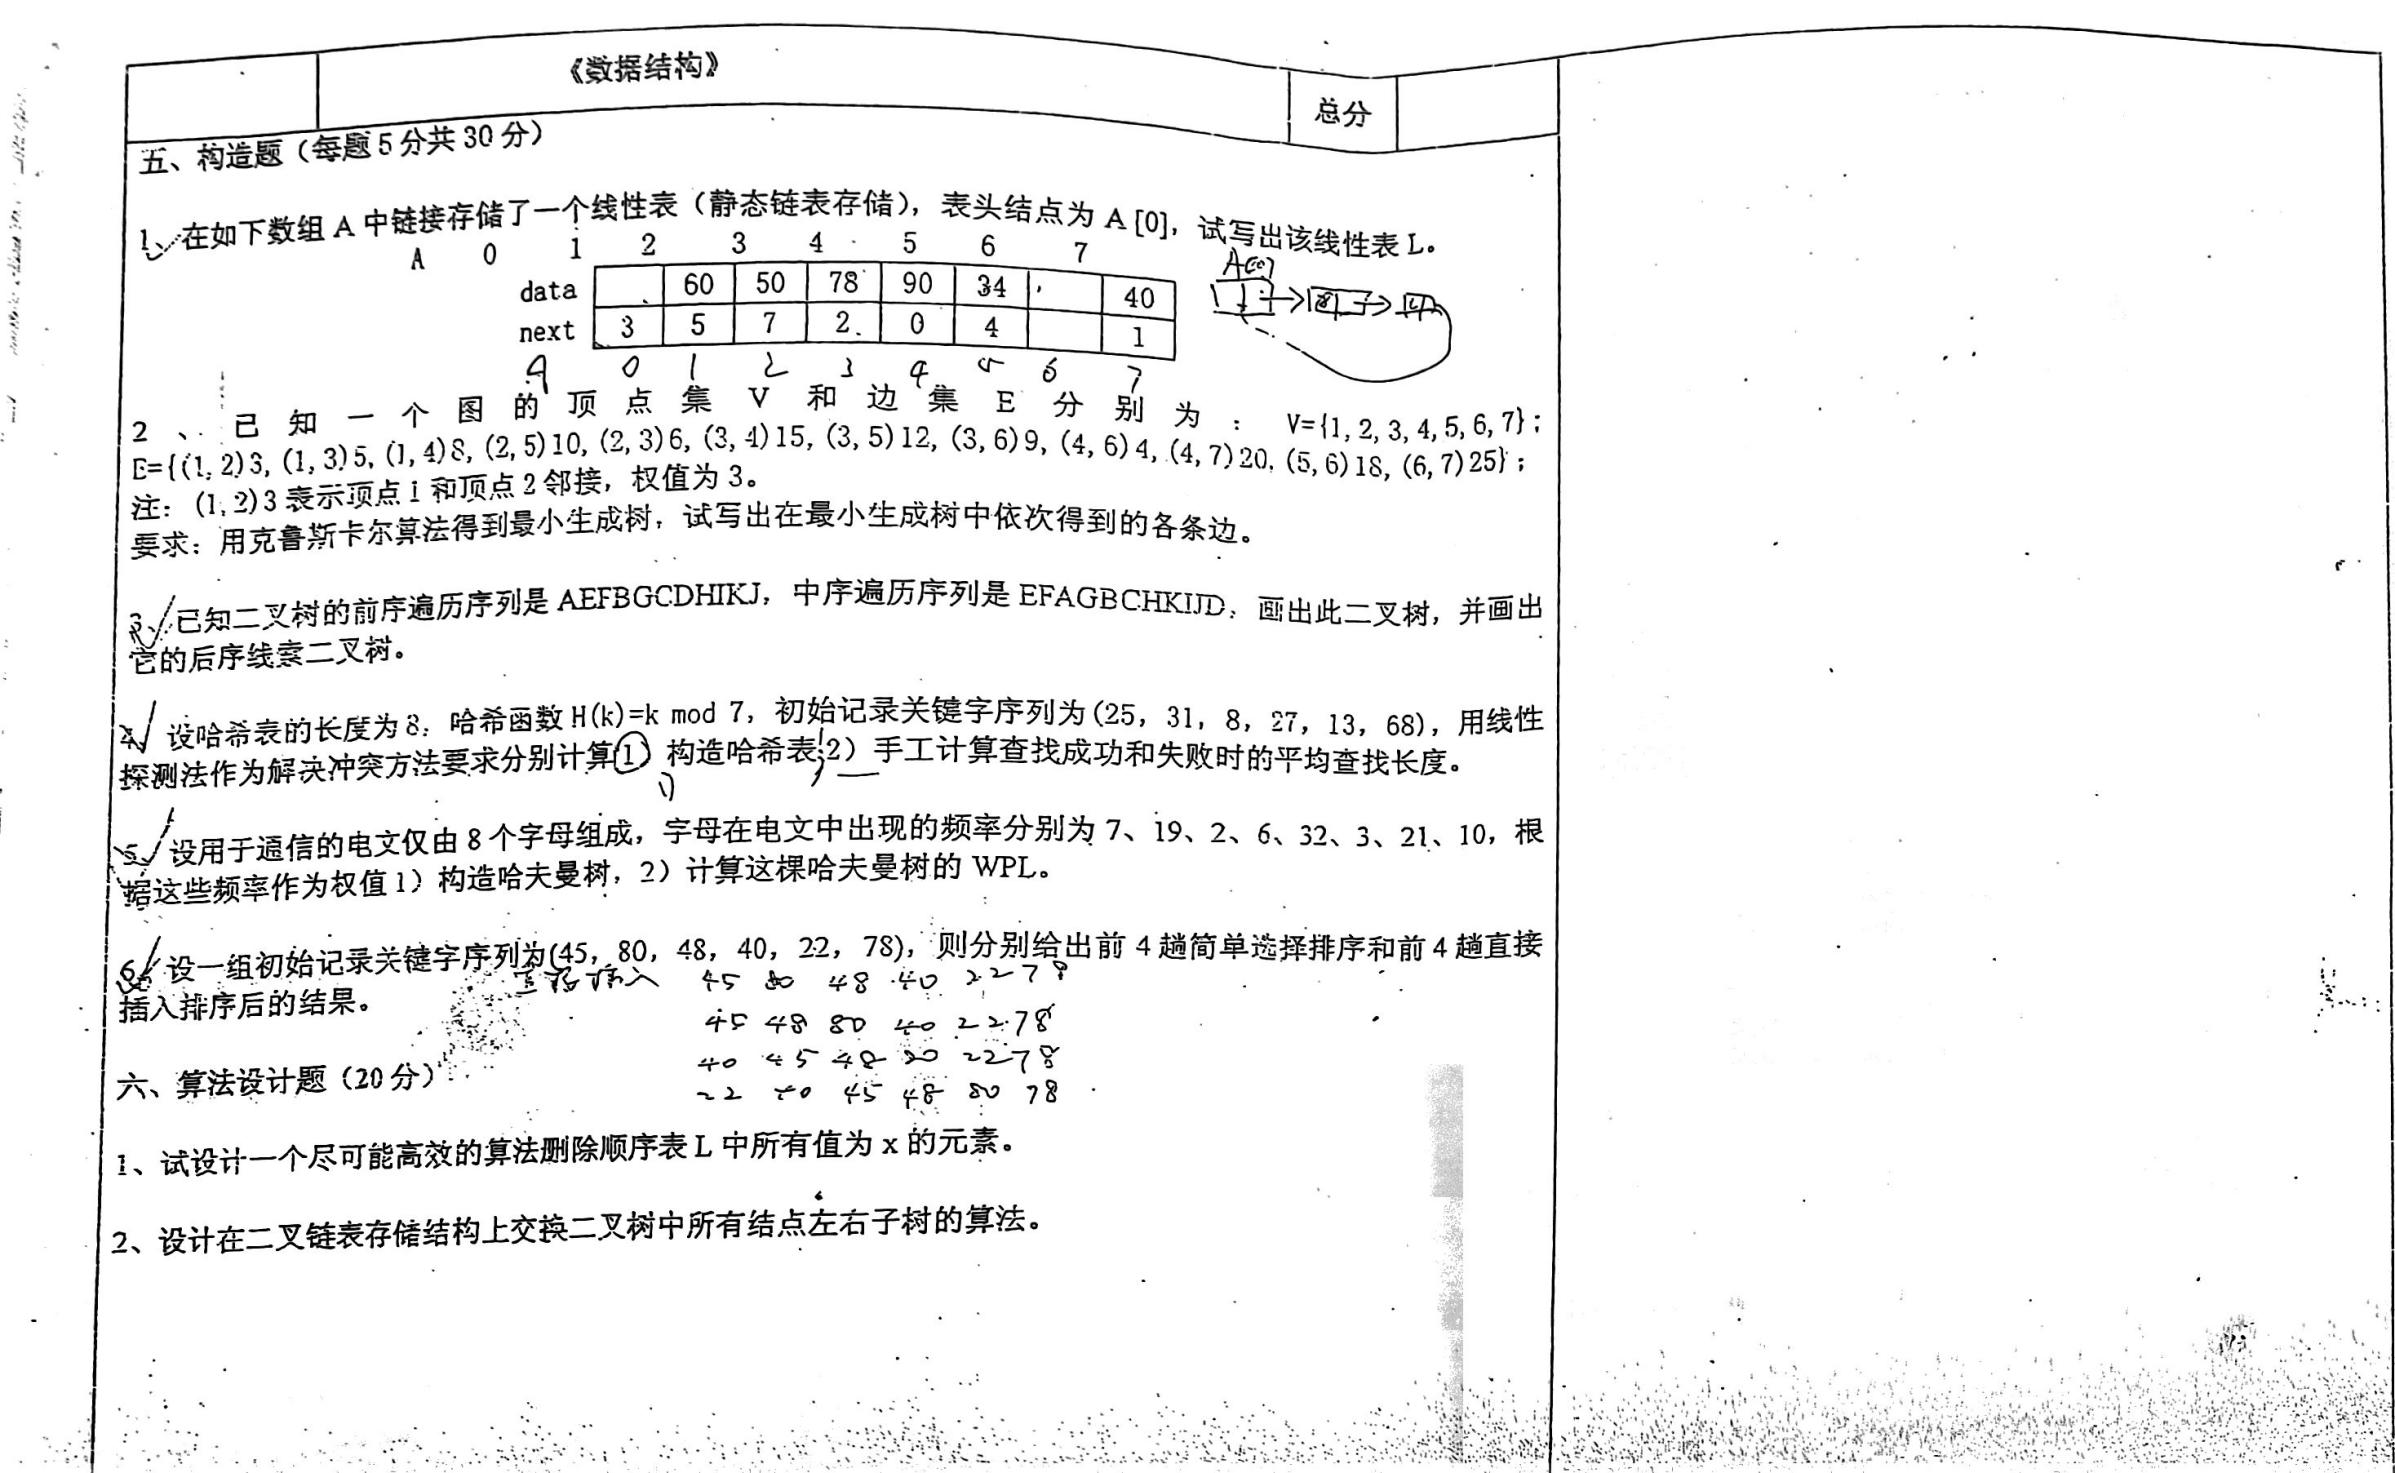 《数据结构》
总分
五、构造题（每题5分共30分）
1、在如下数组A中链接存储了一个线性表（静态链表存储），表头结点为A[0]，试写出该线性表L。
A 0 1 2 3 4 5 6 7
data 60 50 78 90 34 40
next 3 5 7 2 0 4 1
A[0]
0 1 2 3 4 5 6 7
2、已知一个图的顶点集V和边集E分别为：V={1,2,3,4,5,6,7};
E={(1,2)3,(1,3)5,(1,4)8,(2,5)10,(2,3)6,(3,4)15,(3,5)12,(3,6)9,(4,6)4,(4,7)20,(5,6)18,(6,7)25};
注：(1,2)3表示顶点1和顶点2邻接，权值为3。
要求：用克鲁斯卡尔算法得到最小生成树，试写出在最小生成树中依次得到的各条边。
3、已知二叉树的前序遍历序列是AEFBGCDHIKJ，中序遍历序列是EFAGBCHKIJD，画出此二叉树，并画出
它的后序线索二叉树。
4、设哈希表的长度为8，哈希函数H(k)=k mod 7，初始记录关键字序列为(25，31，8，27，13，68)，用线性
探测法作为解决冲突方法要求分别计算1）构造哈希表；2）手工计算查找成功和失败时的平均查找长度。
1)
5、设用于通信的电文仅由8个字母组成，字母在电文中出现的频率分别为7、19、2、6、32、3、21、10，根
据这些频率作为权值1）构造哈夫曼树，2）计算这棵哈夫曼树的WPL。
6、设一组初始记录关键字序列为(45，80，48，40，22，78)，则分别给出前4趟简单选择排序和前4趟直接
插入排序后的结果。
直接插入 45 80 48 40 22 78
45 48 80 40 22 78
40 45 48 80 22 78
22 40 45 48 80 78
六、算法设计题（20分）
1、试设计一个尽可能高效的算法删除顺序表L中所有值为x的元素。
2、设计在二叉链表存储结构上交换二叉树中所有结点左右子树的算法。